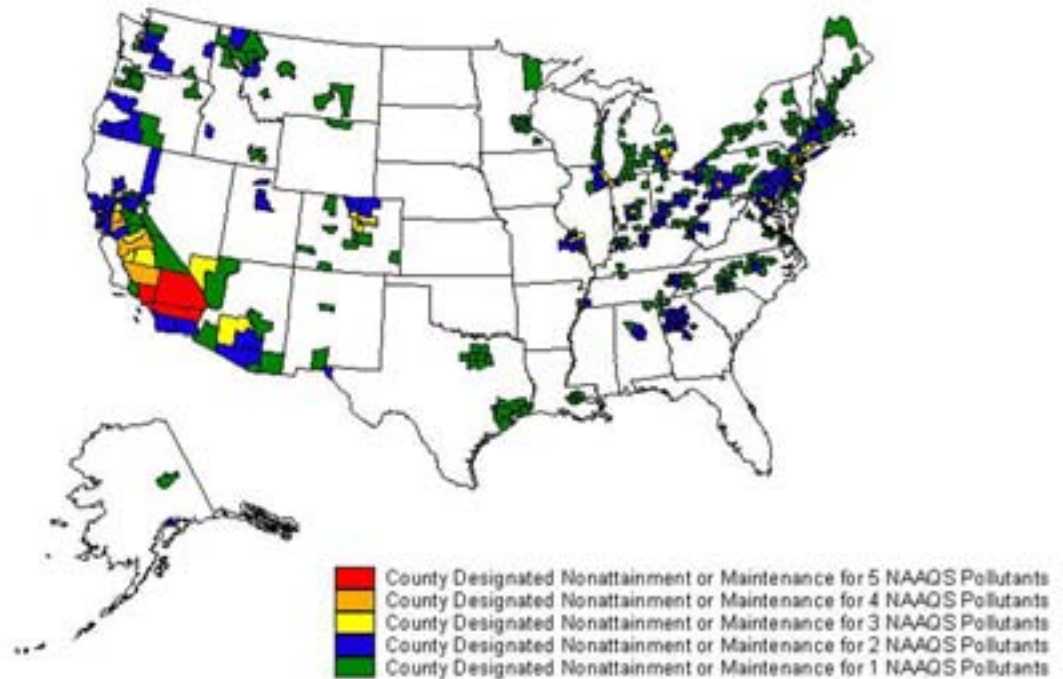 County Designated Nonattainment or Maintenance for 5 NAAQS Pollutants
County Designated Nonattainment or Maintenance for 4 NAAQS Pollutants
County Designated Nonattainment or Maintenance for 3 NAAQS Pollutants
County Designated Nonattainment or Maintenance for 2 NAAQS Pollutants
County Designated Nonattainment or Maintenance for 1 NAAQS Pollutants